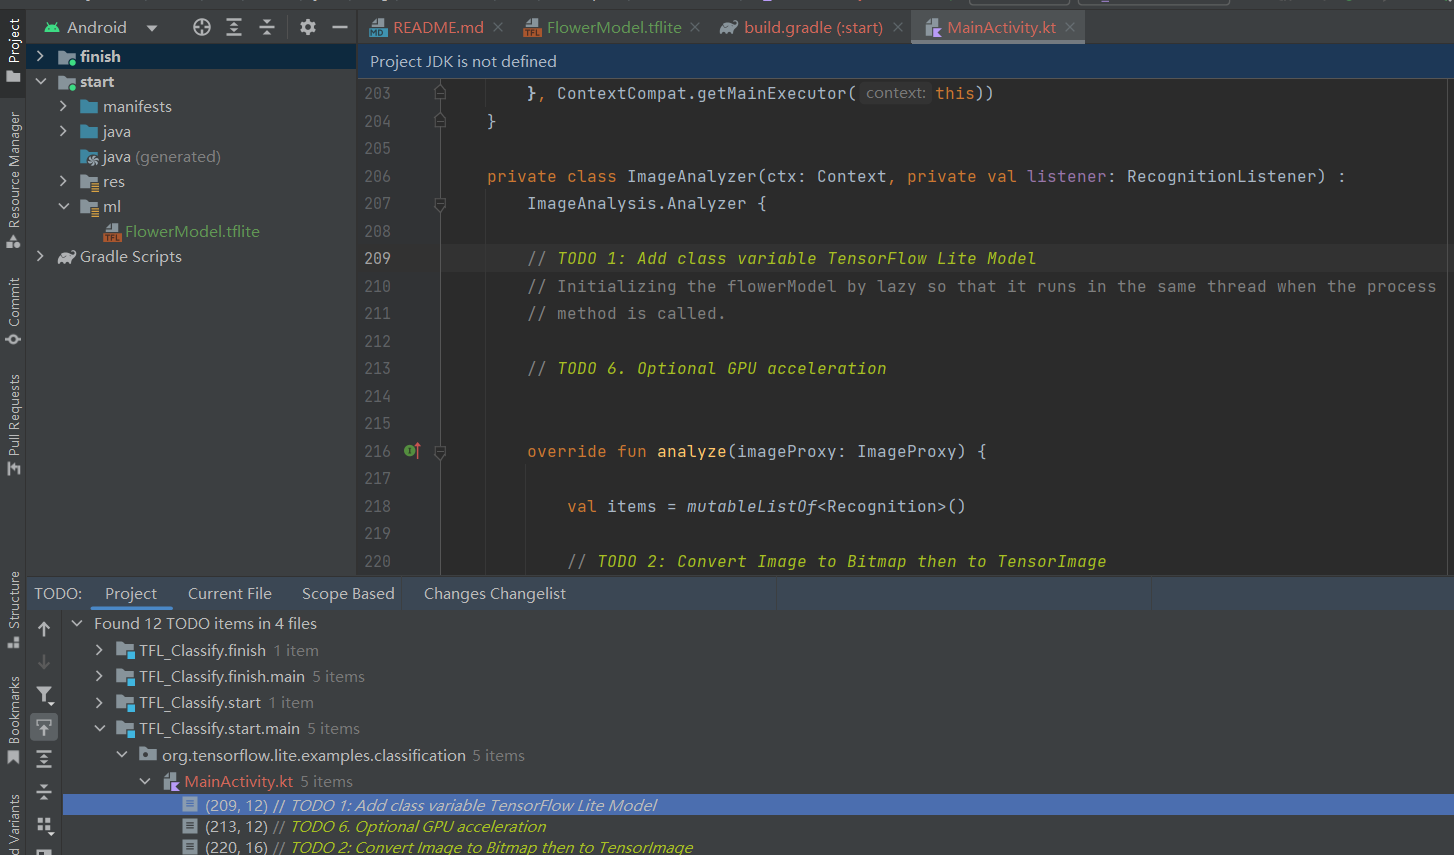 Android
README.md
FlowerModel.tflite
build.gradle (:start)
MainActivity.kt
Project
Resource Manager
Commit
Pull Requests
Structure
Bookmarks
d Variants
finish
start
manifests
java
java (generated)
res
ml
FlowerModel.tflite
Gradle Scripts
Project JDK is not defined
203 }, ContextCompat.getMainExecutor( context: this))
204 }
205
206 private class ImageAnalyzer(ctx: Context, private val listener: RecognitionListener) :
207 ImageAnalysis.Analyzer {
208
209 // TODO 1: Add class variable TensorFlow Lite Model
210 // Initializing the flowerModel by lazy so that it runs in the same thread when the process
211 // method is called.
212
213 // TODO 6. Optional GPU acceleration
214
215
216 override fun analyze(imageProxy: ImageProxy) {
217
218 val items = mutableListOf<Recognition>()
219
220 // TODO 2: Convert Image to Bitmap then to TensorImage
TODO: Project Current File Scope Based Changes Changelist
Found 12 TODO items in 4 files
TFL_Classify.finish 1 item
TFL_Classify.finish.main 5 items
TFL_Classify.start 1 item
TFL_Classify.start.main 5 items
org.tensorflow.lite.examples.classification 5 items
MainActivity.kt 5 items
(209, 12) // TODO 1: Add class variable TensorFlow Lite Model
(213, 12) // TODO 6. Optional GPU acceleration
(220, 16) // TODO 2: Convert Image to Bitmap then to TensorImage